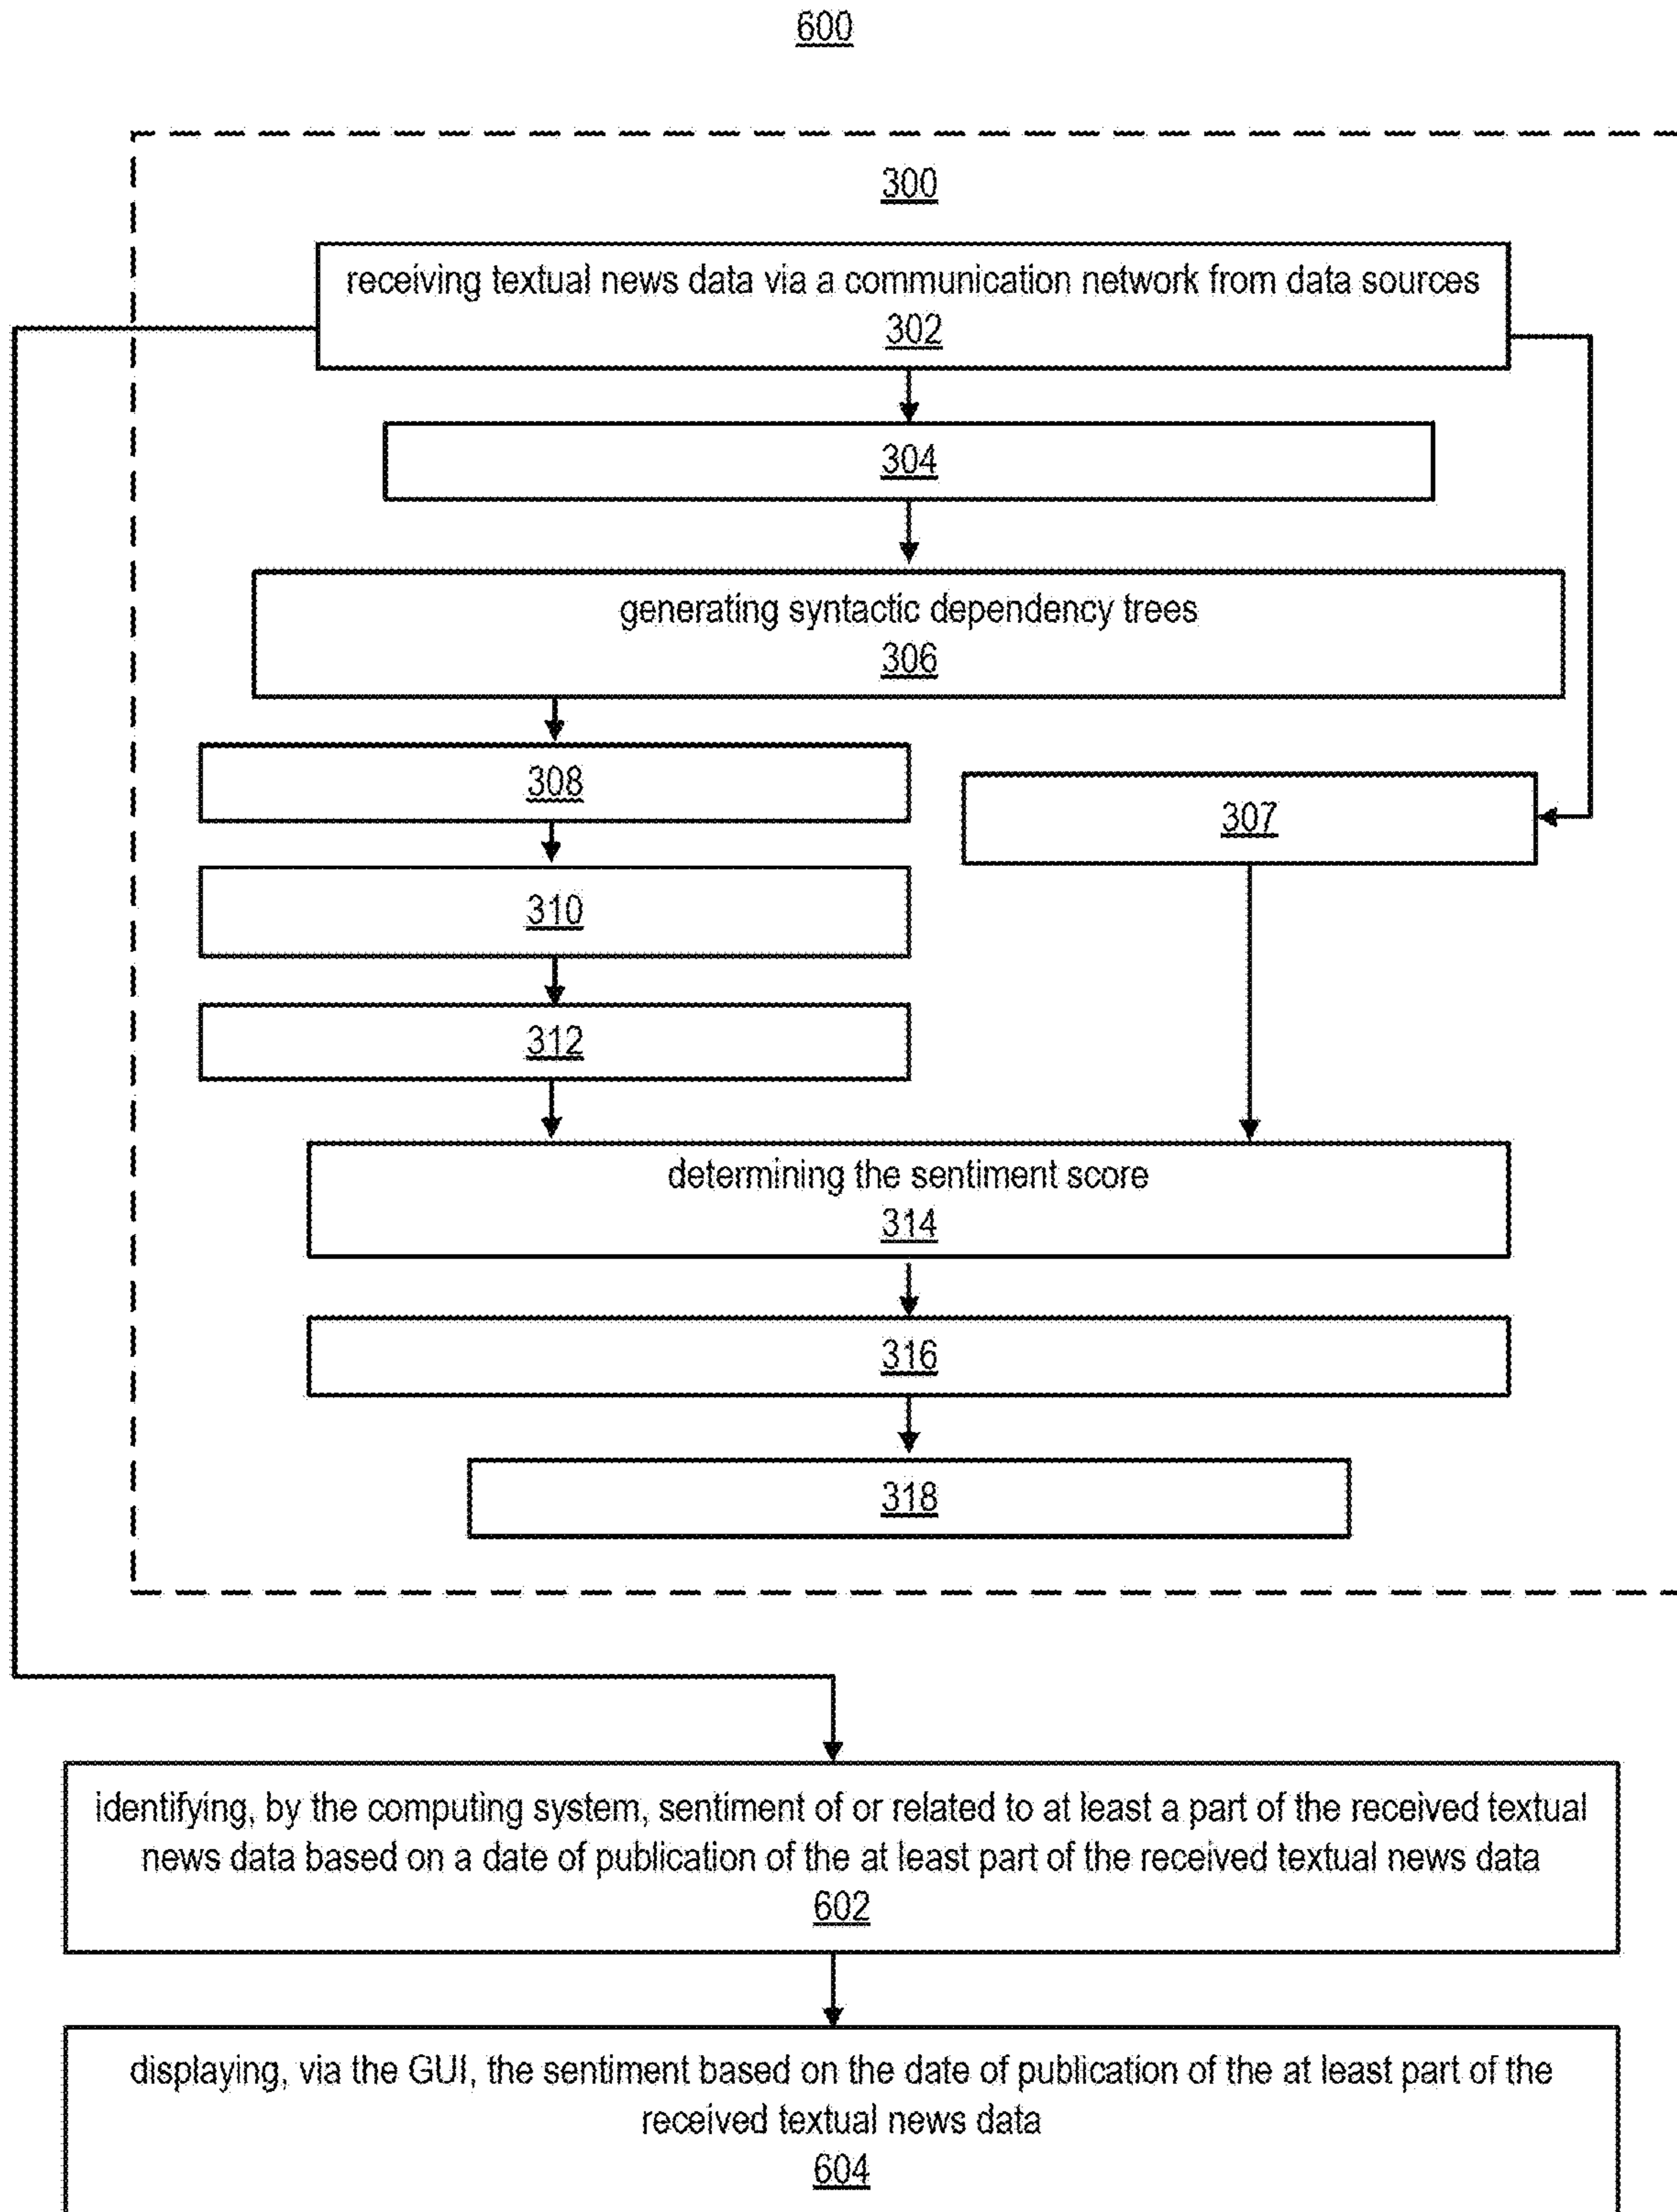 600
300
receiving textual news data via a communication network from data sources
302
304
generating syntactic dependency trees
306
308
307
310
312
determining the sentiment score
314
316
318
identifying, by the computing system, sentiment of or related to at least a part of the received textual
news data based on a date of publication of the at least part of the received textual news data
602
displaying, via the GUI, the sentiment based on the date of publication of the at least part of the
received textual news data
604